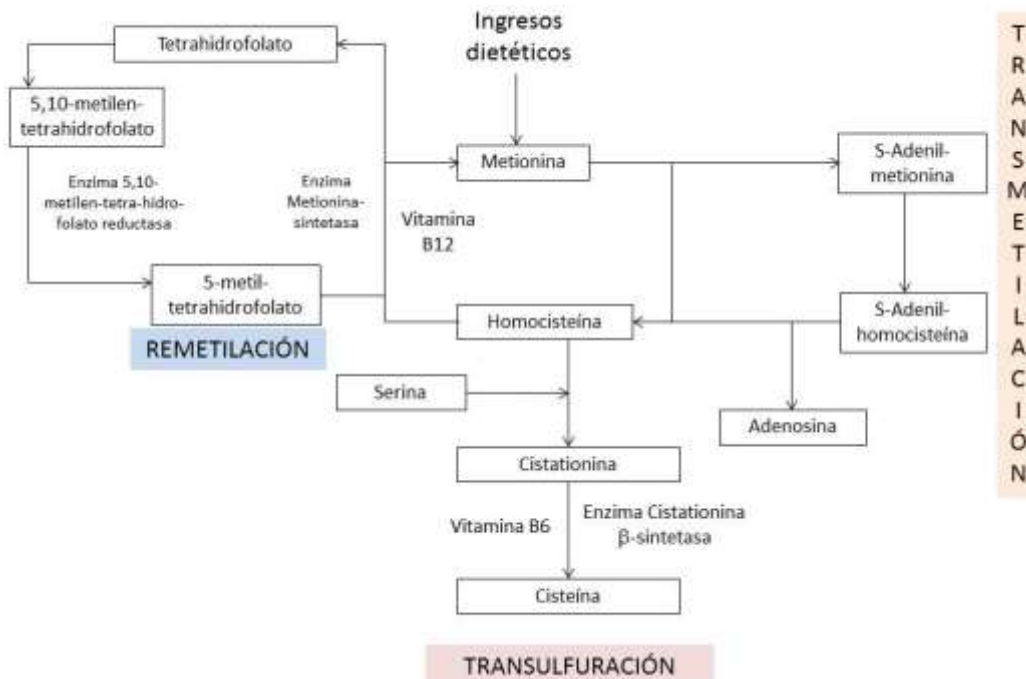 Ingresos
dietéticos
Tetrahidrofolato
5,10-metilen-
tetrahidrofolato
Enzima 5,10-
metilen-tetra-hidro-
folato reductasa
Enzima
Metionina-
sintetasa
Vitamina
B12
Metionina
S-Adenil-
metionina
5-metil-
tetrahidrofolato
REMETILACIÓN
Homocisteína
S-Adenil-
homocisteína
Serina
Adenosina
Cistationina
Vitamina B6
Enzima Cistationina
β-sintetasa
Cisteína
TRANSULFURACIÓN
T
R
A
N
S
M
E
T
I
L
A
C
I
Ó
N